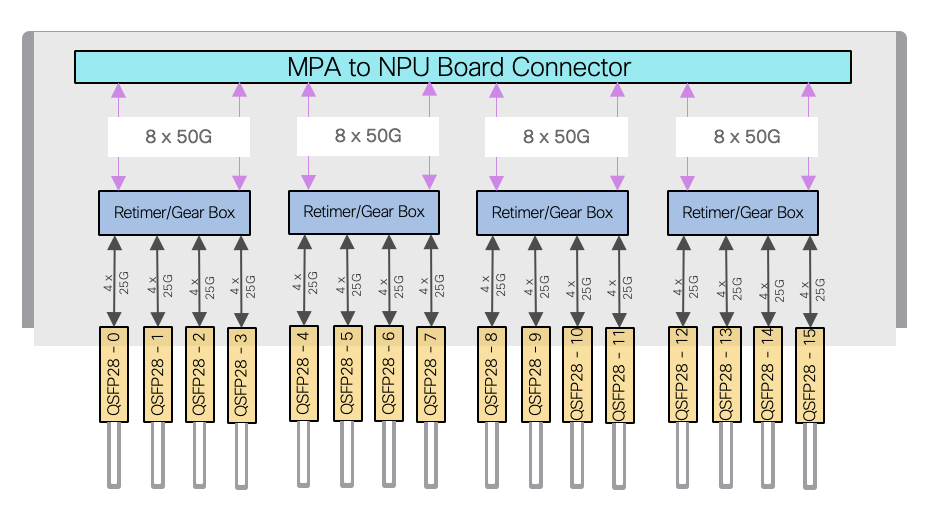 MPA to NPU Board Connector
8 x 50G
8 x 50G
8 x 50G
8 x 50G
Retimer/Gear Box
Retimer/Gear Box
Retimer/Gear Box
Retimer/Gear Box
4 x
25G
4 x
25G
4 x
25G
4 x
25G
4 x
25G
4 x
25G
4 x
25G
4 x
25G
4 x
25G
4 x
25G
4 x
25G
4 x
25G
4 x
25G
4 x
25G
4 x
25G
4 x
25G
QSFP28 - 0
QSFP28 - 1
QSFP28 - 2
QSFP28 - 3
QSFP28 - 4
QSFP28 - 5
QSFP28 - 6
QSFP28 - 7
QSFP28 - 8
QSFP28 - 9
QSFP28 - 10
QSFP28 - 11
QSFP28 - 12
QSFP28 - 13
QSFP28 - 14
QSFP28 - 15